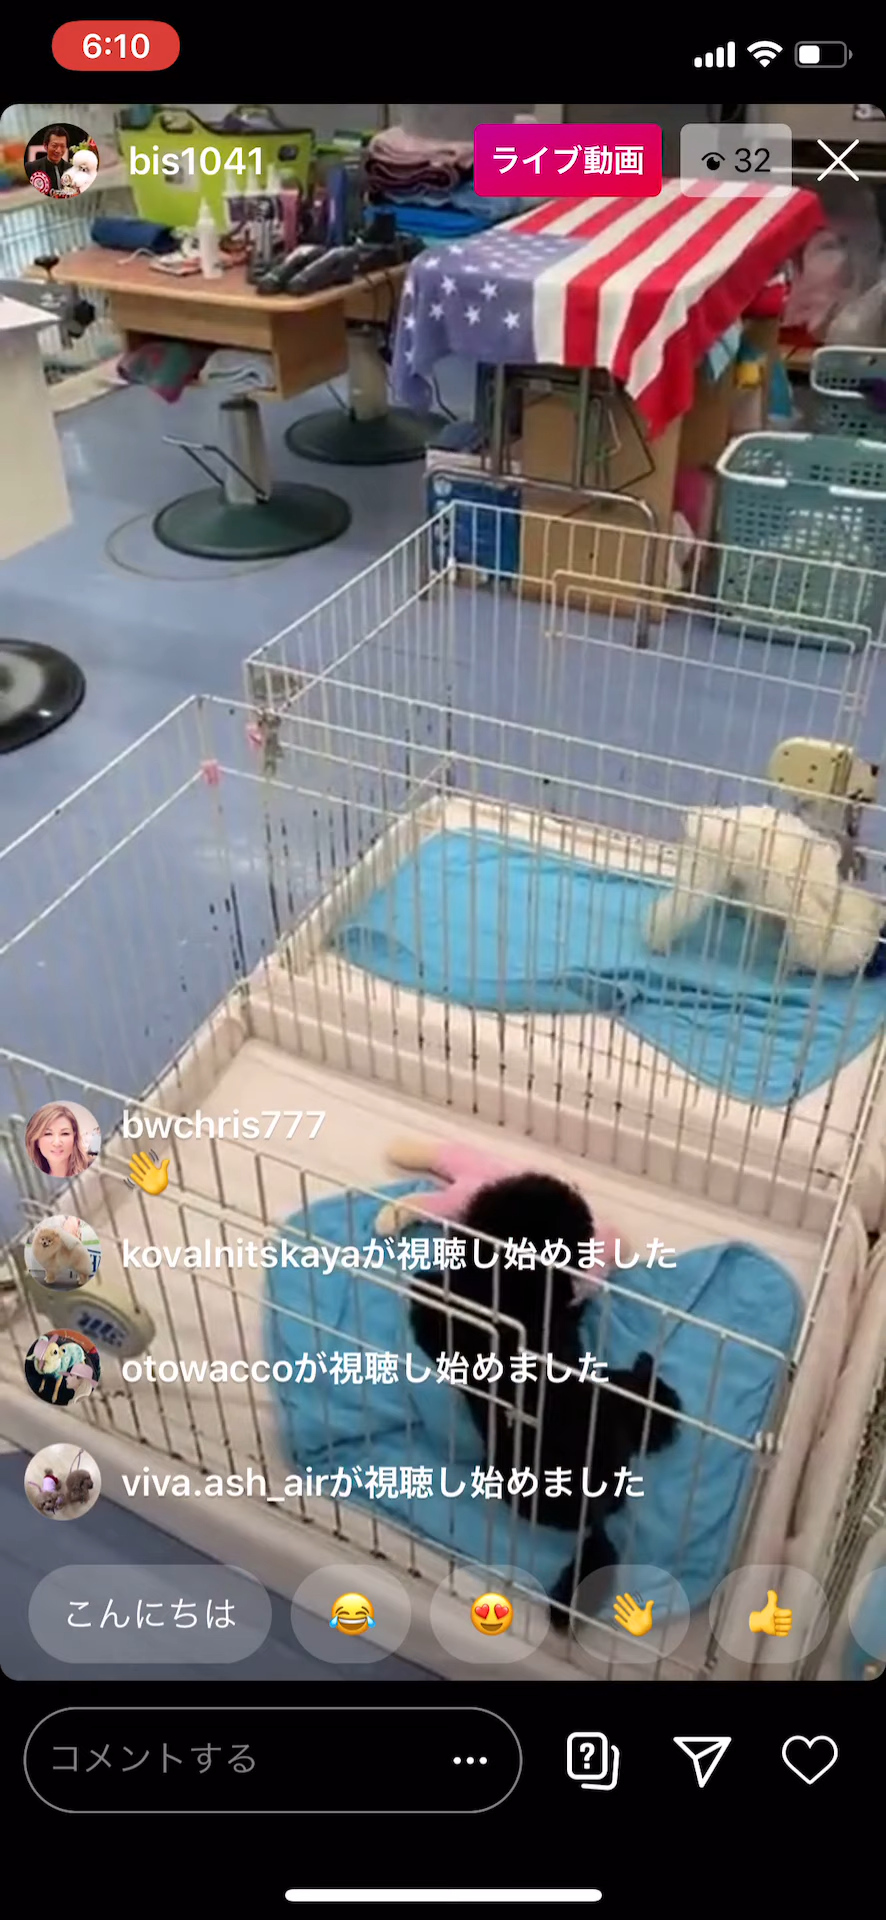 6:10
bis1041
ライブ動画
32
bwchris777
👋
kovalnitskayaが視聴し始めました
otowaccoが視聴し始めました
viva.ash_airが視聴し始めました
こんにちは
😂
😍
👋
👍
コメントする